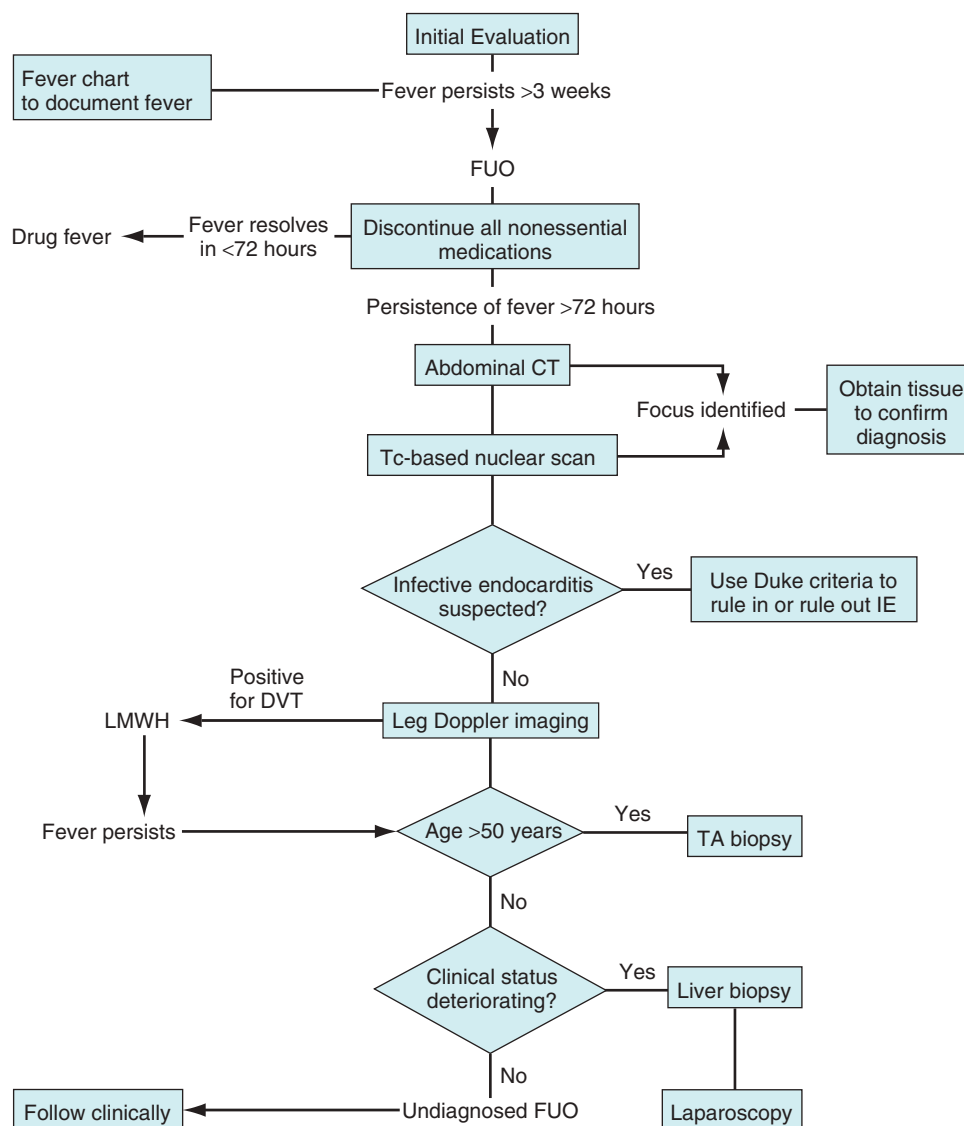 Initial Evaluation
Fever chart
to document fever
Fever persists >3 weeks
FUO
Drug fever
Fever resolves
in <72 hours
Discontinue all nonessential
medications
Persistence of fever >72 hours
Abdominal CT
Focus identified
Obtain tissue
to confirm
diagnosis
Tc-based nuclear scan
Infective endocarditis
suspected?
Yes
Use Duke criteria to
rule in or rule out IE
No
Positive
for DVT
LMWH
Leg Doppler imaging
Fever persists
Age >50 years
Yes
TA biopsy
No
Clinical status
deteriorating?
Yes
Liver biopsy
No
Follow clinically
Undiagnosed FUO
Laparoscopy